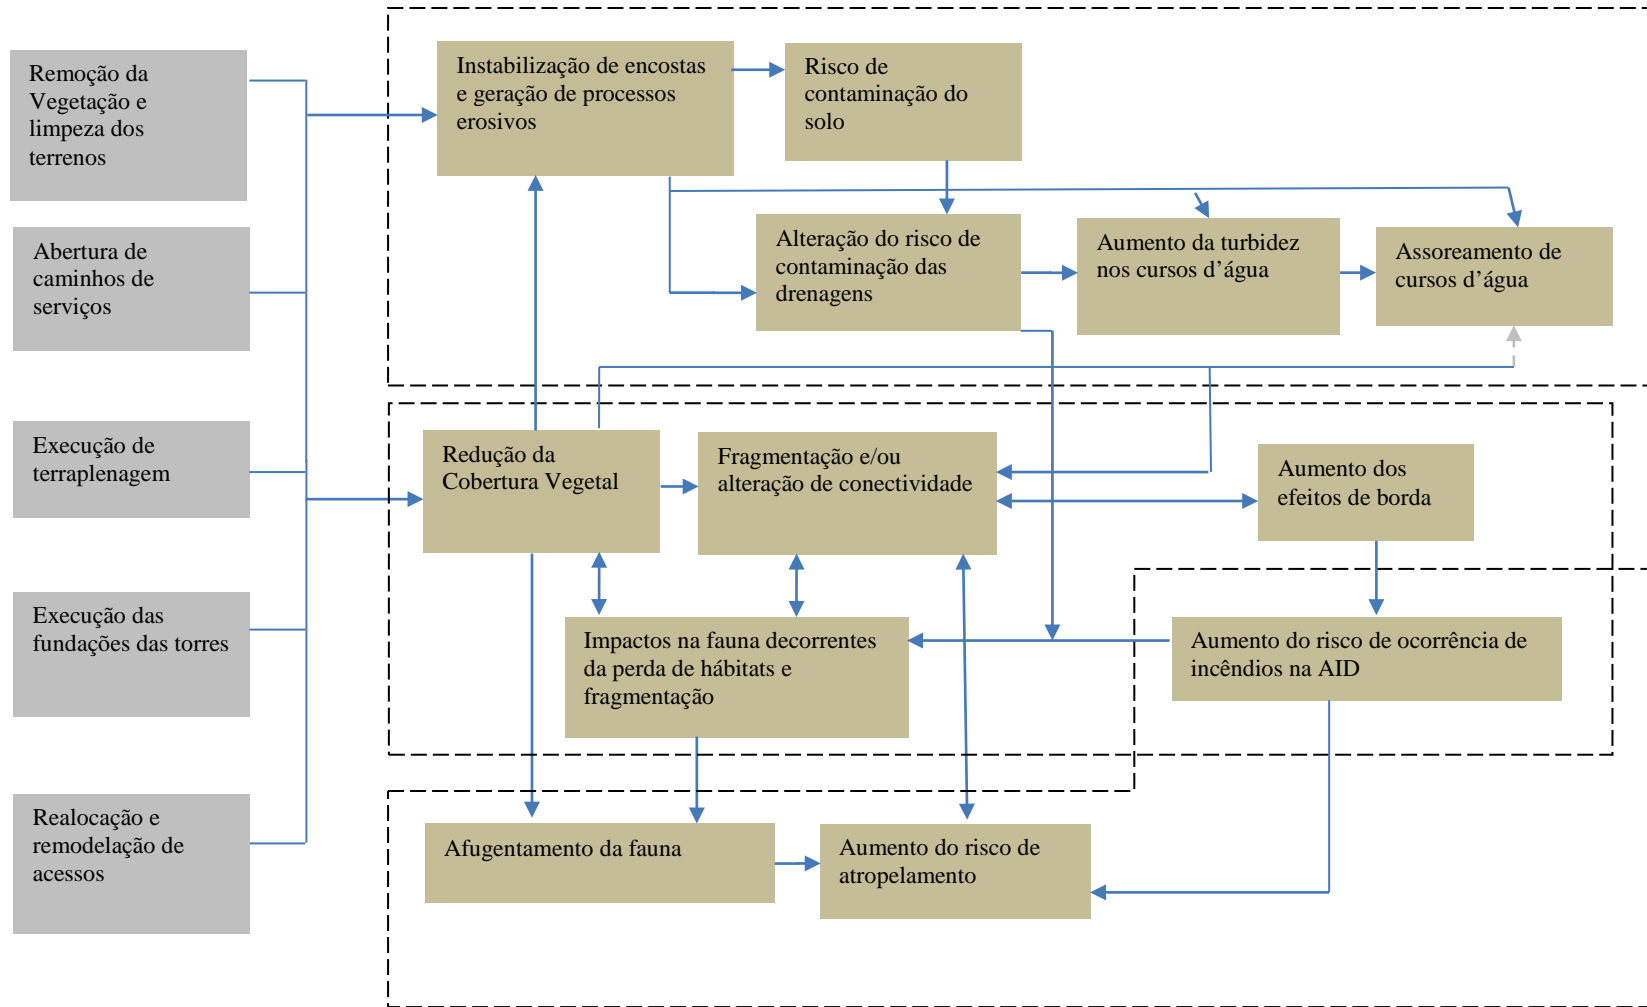 Remoção da
Vegetação e
limpeza dos
terrenos
Abertura de
caminhos de
serviços
Execução de
terraplenagem
Execução das
fundações das torres
Realocação e
remodelação de
acessos
Instabilização de encostas
e geração de processos
erosivos
Risco de
contaminação do
solo
Alteração do risco de
contaminação das
drenagens
Aumento da turbidez
nos cursos d’água
Assoreamento de
cursos d’água
Redução da
Cobertura Vegetal
Fragmentação e/ou
alteração de conectividade
Aumento dos
efeitos de borda
Impactos na fauna decorrentes
da perda de hábitats e
fragmentação
Aumento do risco de ocorrência de
incêndios na AID
Afugentamento da fauna
Aumento do risco de
atropelamento